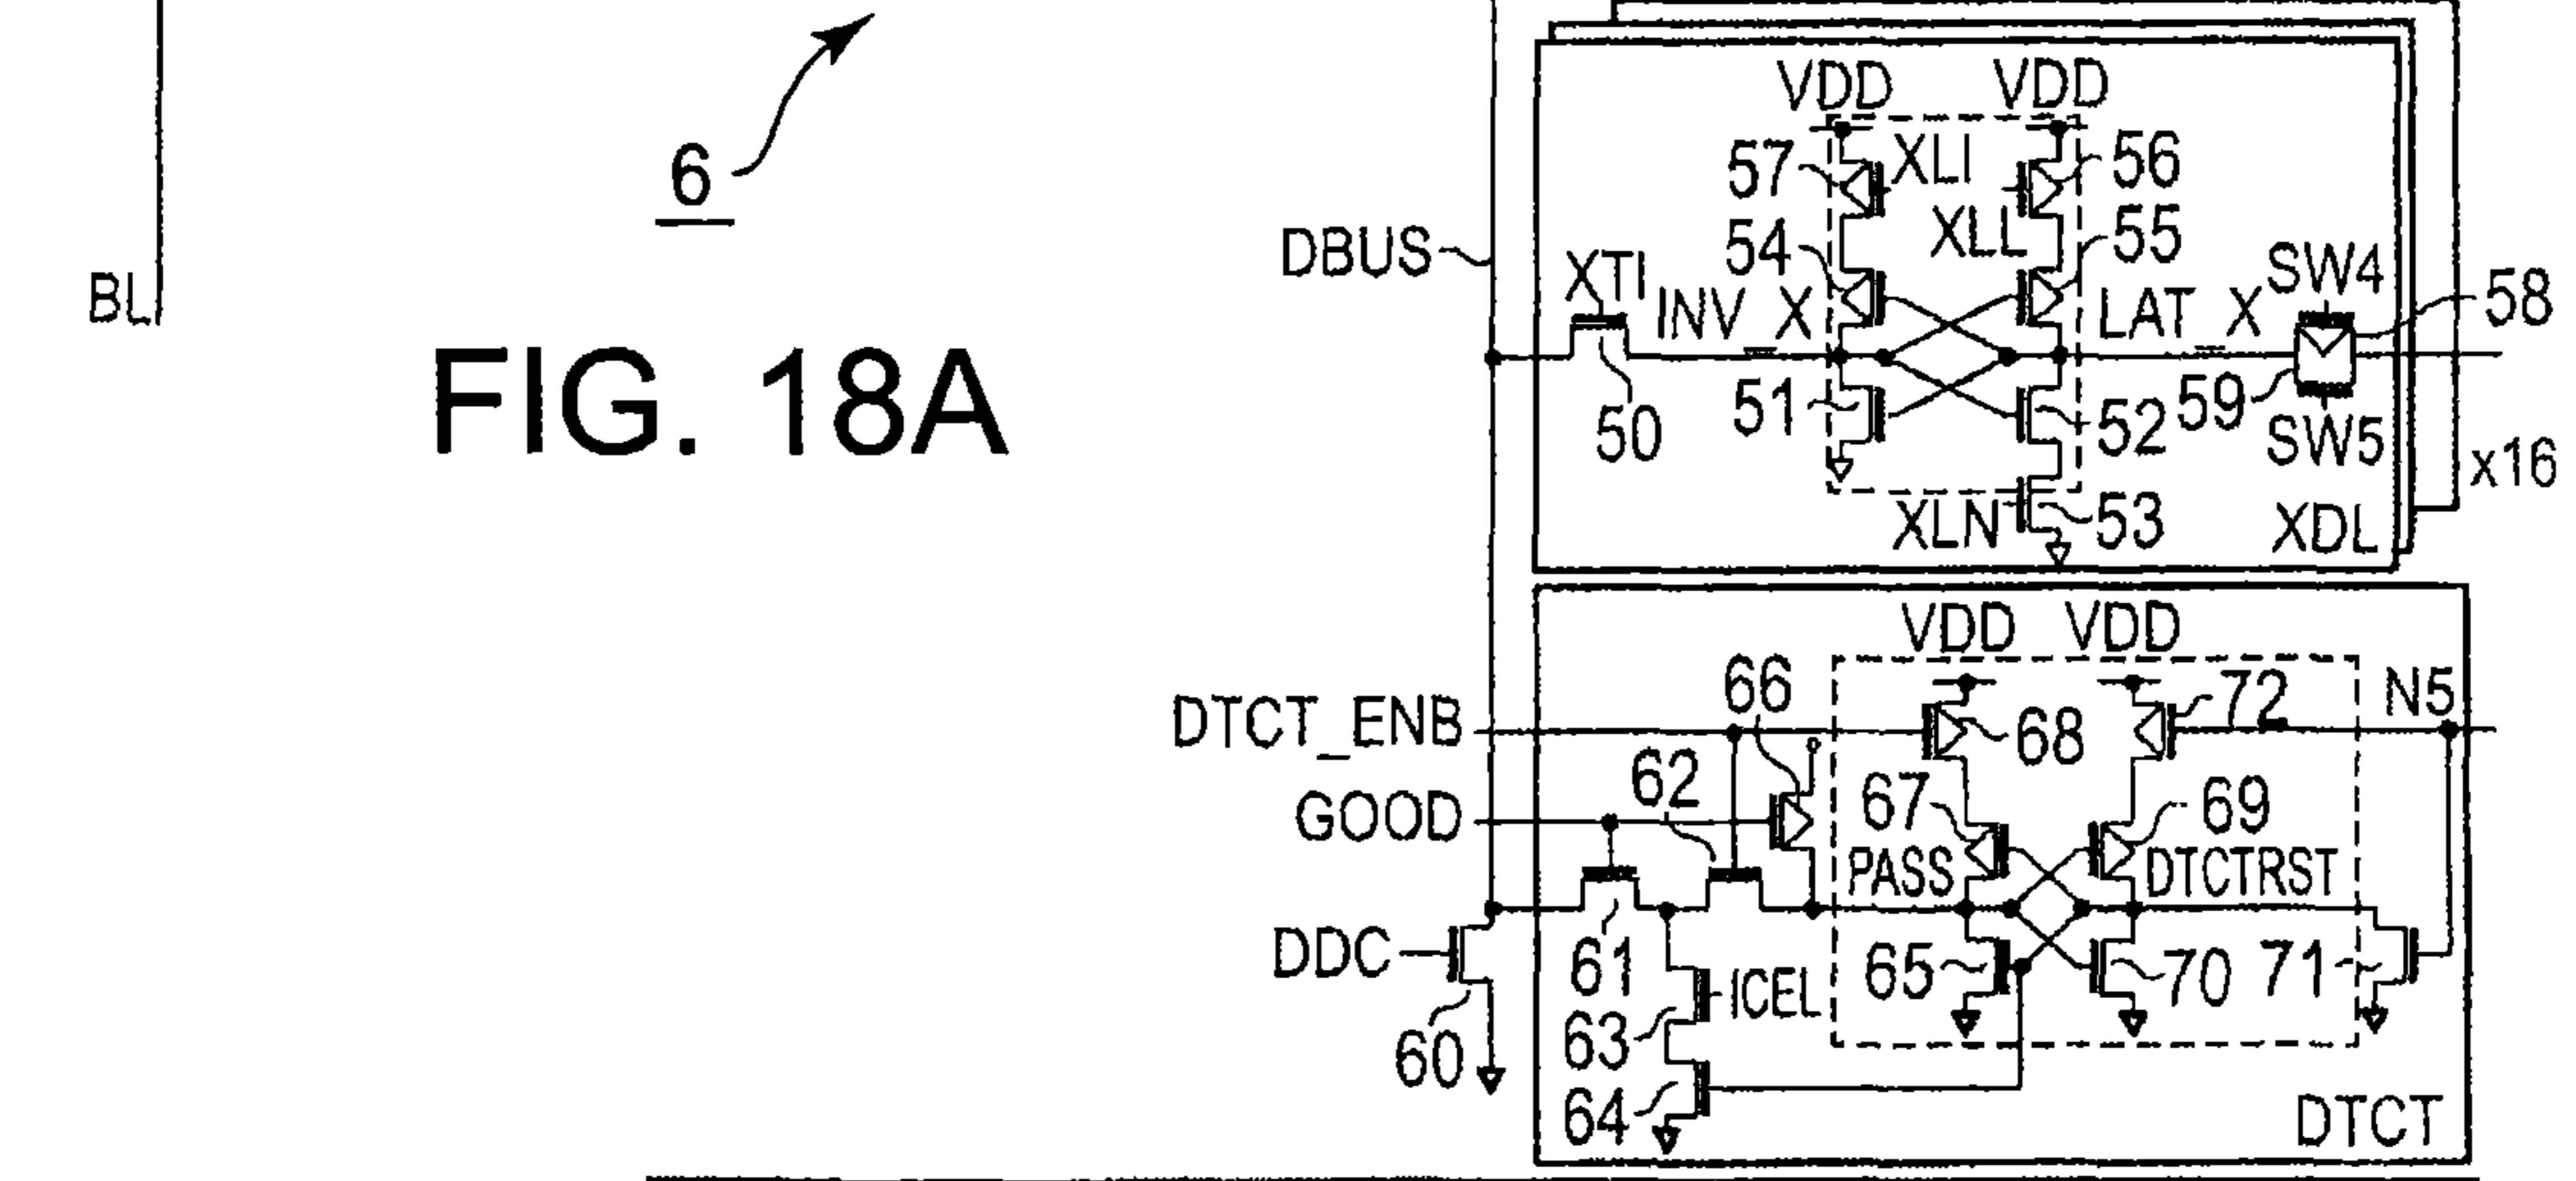 6
BL
FIG. 18A
DBUS
VDD VDD
57 XLI 56
54 XLL 55
XTI INV_X LAT_X SW4 58
50 51 52 59 SW5
x16
XLN 53 XDL
VDD VDD
DTCT_ENB 66 68 72 N5
GOOD 62 67 69
PASS DTCTRST
DDC 61 65 70 71
60 63 ICEL
64
DTCT